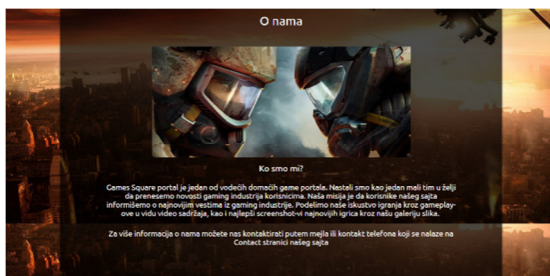 O nama
Ko smo mi?
Games Square portal je jedan od vodećih domaćih game portala. Nastali smo kao jedan mali tim u želji
da prenesemo novosti gaming industrija korisnicima. Naša misija je da korisnike našeg sajta
informišemo o najnovijim vestima iz gaming industrije. Podelimo naše iskustvo igranja kroz gameplay-
ove u vidu video sadržaja, kao i najlepši screenshot-vi najnovijih igrica kroz našu galeriju slika.
Za više informacija o nama možete nas kontaktirati putem mejla ili kontakt telefona koji se nalaze na
Contact stranici našeg sajta